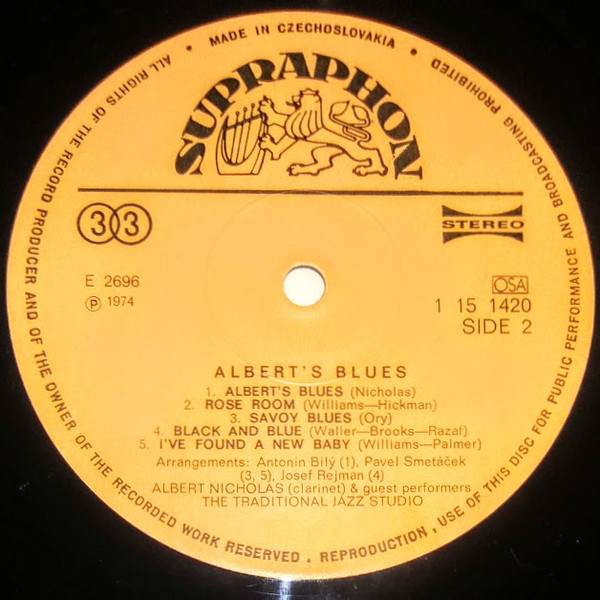 ALL RIGHTS OF THE RECORD PRODUCER AND OF THE OWNER OF THE RECORDED WORK RESERVED . REPRODUCTION, USE OF THIS DISC FOR PUBLIC PERFORMANCE AND BROADCASTING PROHIBITED
• MADE IN CZECHOSLOVAKIA •
SUPRAPHON
33
STEREO
E 2696
Ⓟ 1974
OSA
1 15 1420
SIDE 2
ALBERT'S BLUES
1. ALBERT'S BLUES (Nicholas)
2. ROSE ROOM (Williams—Hickman)
3. SAVOY BLUES (Ory)
4. BLACK AND BLUE (Waller—Brooks—Razaf)
5. I'VE FOUND A NEW BABY (Williams—Palmer)
Arrangements: Antonín Bílý (1), Pavel Smetáček
(3, 5), Josef Rejman (4)
ALBERT NICHOLAS (clarinet) & guest performers
THE TRADITIONAL JAZZ STUDIO